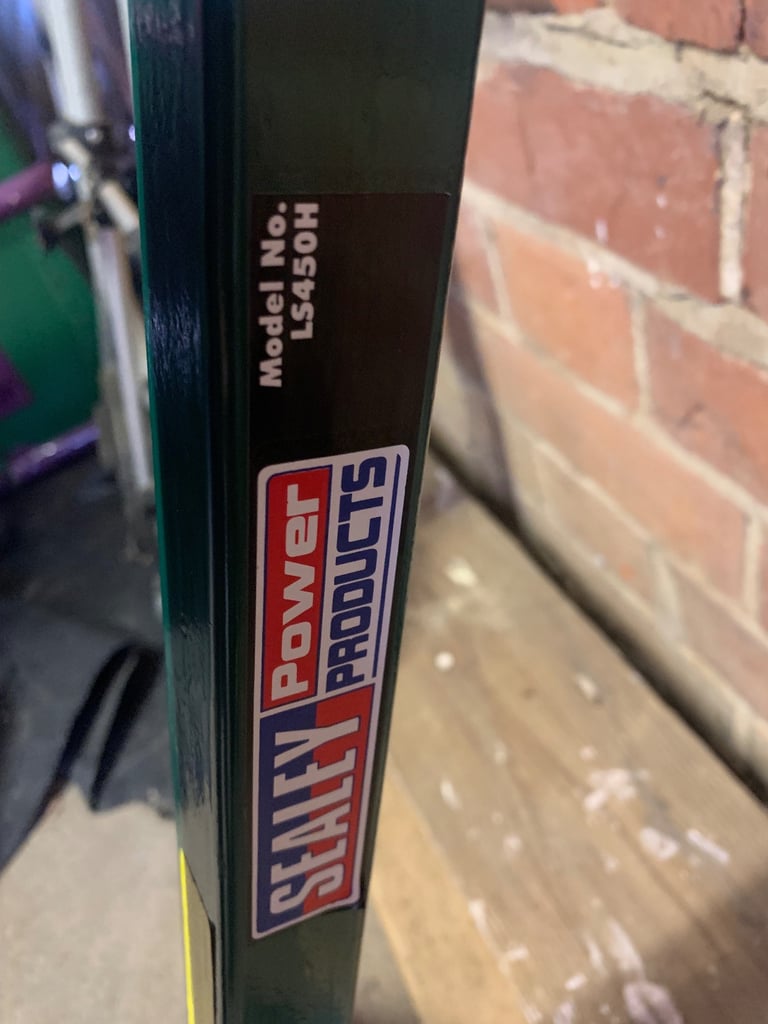 Model No.
LS450H
SEALEY
Power
PRODUCTS